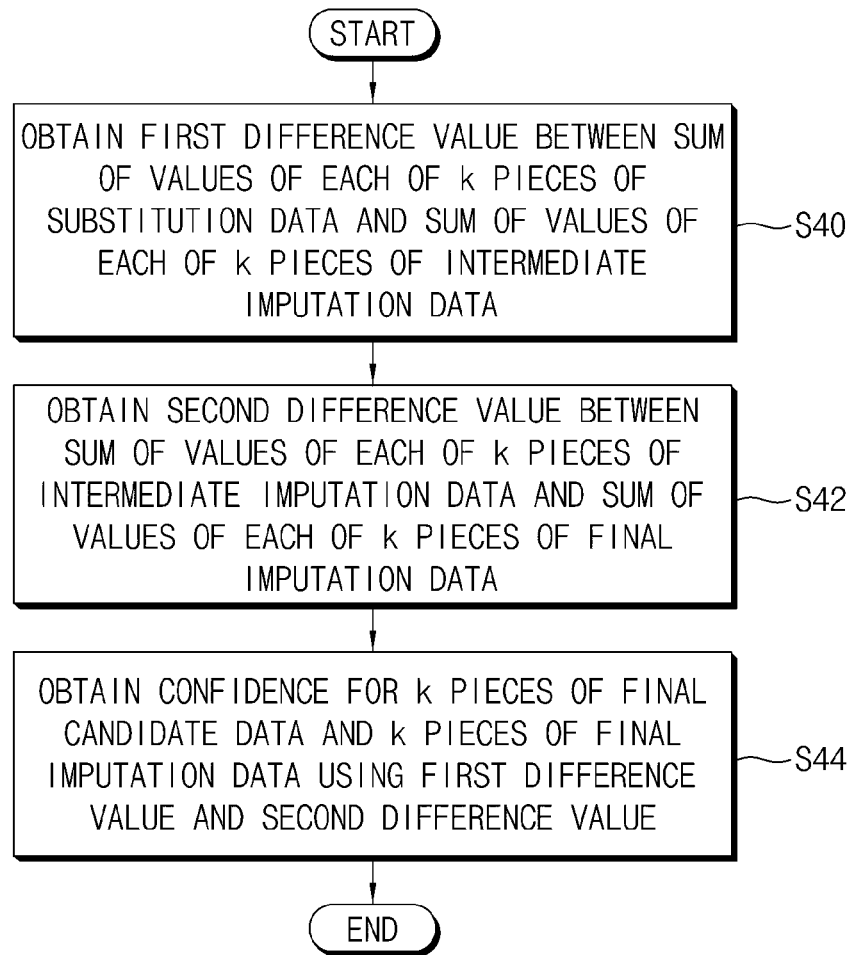 START
OBTAIN FIRST DIFFERENCE VALUE BETWEEN SUM
OF VALUES OF EACH OF k PIECES OF
SUBSTITUTION DATA AND SUM OF VALUES OF
EACH OF k PIECES OF INTERMEDIATE
IMPUTATION DATA
S40
OBTAIN SECOND DIFFERENCE VALUE BETWEEN
SUM OF VALUES OF EACH OF k PIECES OF
INTERMEDIATE IMPUTATION DATA AND SUM OF
VALUES OF EACH OF k PIECES OF FINAL
IMPUTATION DATA
S42
OBTAIN CONFIDENCE FOR k PIECES OF FINAL
CANDIDATE DATA AND k PIECES OF FINAL
IMPUTATION DATA USING FIRST DIFFERENCE
VALUE AND SECOND DIFFERENCE VALUE
S44
END